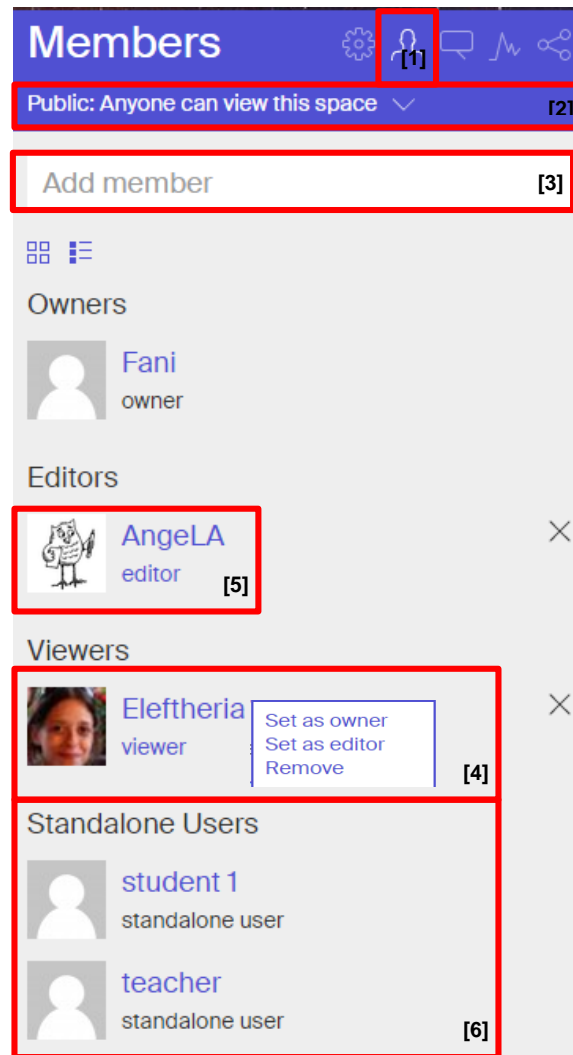 Members
[1]
Public: Anyone can view this space
[2]
Add member
[3]
Owners
Fani
owner
Editors
AngeLA
editor
[5]
Viewers
Eleftheria
viewer
Set as owner
Set as editor
Remove
[4]
Standalone Users
student 1
standalone user
teacher
standalone user
[6]